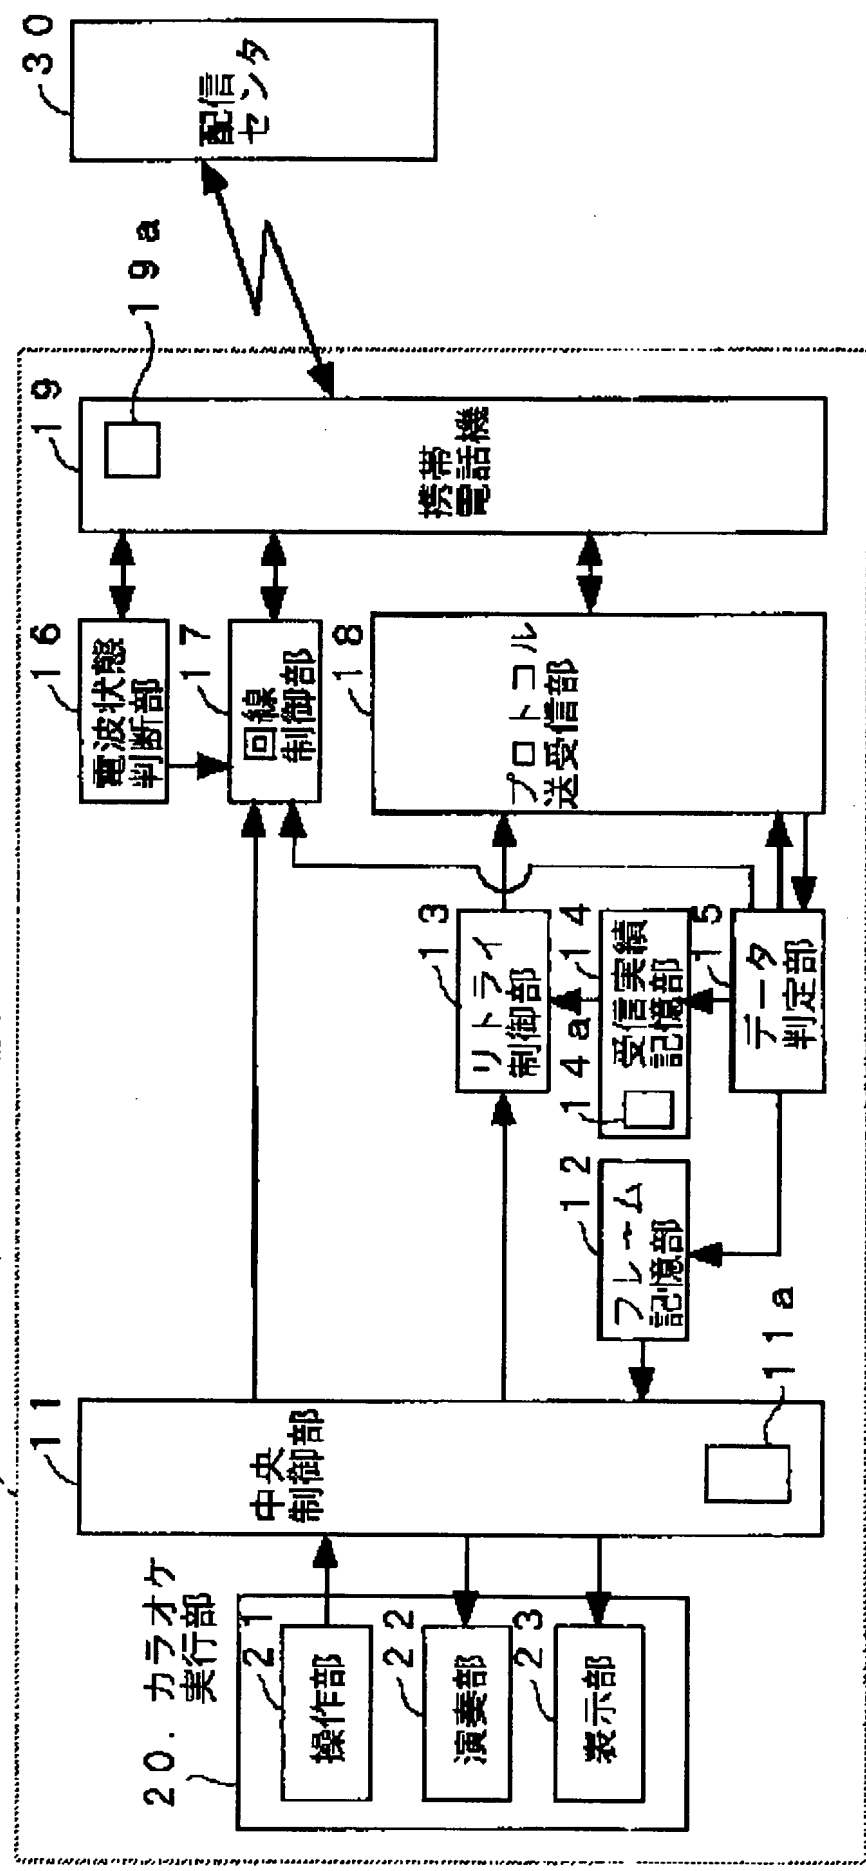 20. カラオケ
実行部
21
操作部
22
演奏部
23
表示部
11
中央
制御部
11a
12
フレーム
記憶部
13
リトライ
制御部
14
14a
受信実績
記憶部
15
データ
判定部
16
電波状態
判断部
17
回線
制御部
18
プロトコル
送受信部
19
19a
携帯
電話機
30
配信
センタ